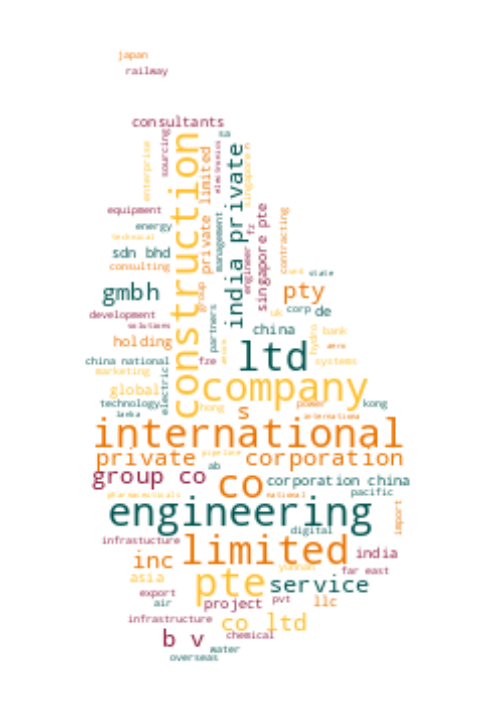 japan
railway
consultants
sa
construction
sourcing
enterprise
limited
electronics
india private
equipment
energy
technical
sdn bhd
consulting
private
management
engineer
fz
singapore pte
contracting
gmbh
development
solutions
holding
group
partners
pty
state
corp
de
uk
china
bank
hydro
aero
systems
ltd
china national
fze
marketing
electric
global
technology
lanka
company
hong
s
power
kong
international
private
corporation
pipeline
ab
group co
co
corporation china
pacific
pharmaceuticals
national
engineering
import
digital
infrastucture
limited
india
inc
yunnan
far east
asia
pte
service
export
air
project
pvt
llc
infrastructure
co ltd
b v
chemical
water
overseas